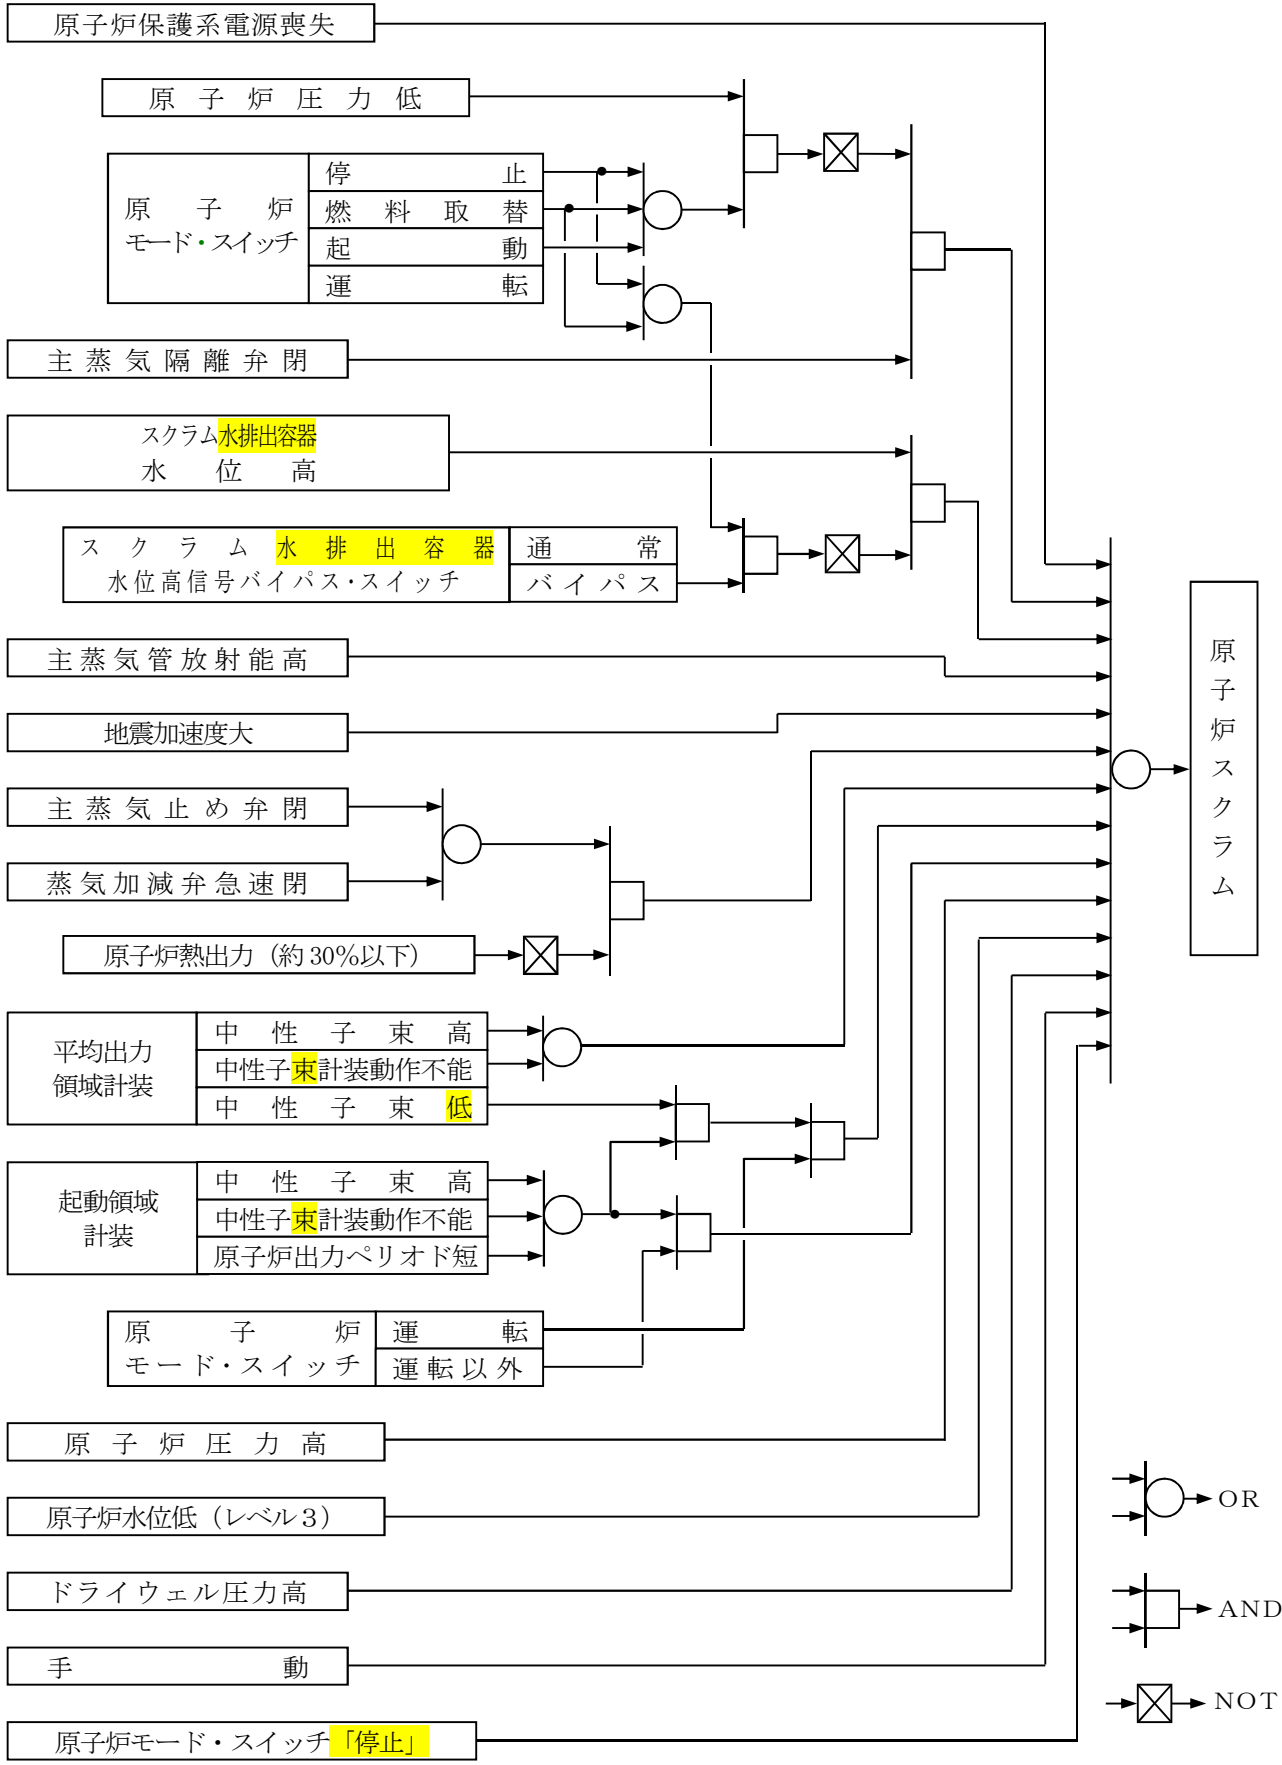 原子炉保護系電源喪失
原子炉圧力低
原子炉
モード・スイッチ
停止
燃料取替
起動
運転
主蒸気隔離弁閉
スクラム水排出容器
水位高
スクラム水排出容器
水位高信号バイパス・スイッチ
通常
バイパス
主蒸気管放射能高
地震加速度大
主蒸気止め弁閉
蒸気加減弁急速閉
原子炉熱出力（約30％以下）
平均出力
領域計装
中性子束高
中性子束計装動作不能
中性子束低
起動領域
計装
中性子束高
中性子束計装動作不能
原子炉出力ペリオド短
原子炉
モード・スイッチ
運転
運転以外
原子炉圧力高
原子炉水位低（レベル３）
ドライウェル圧力高
手動
原子炉モード・スイッチ「停止」
原子炉スクラム
OR
AND
NOT